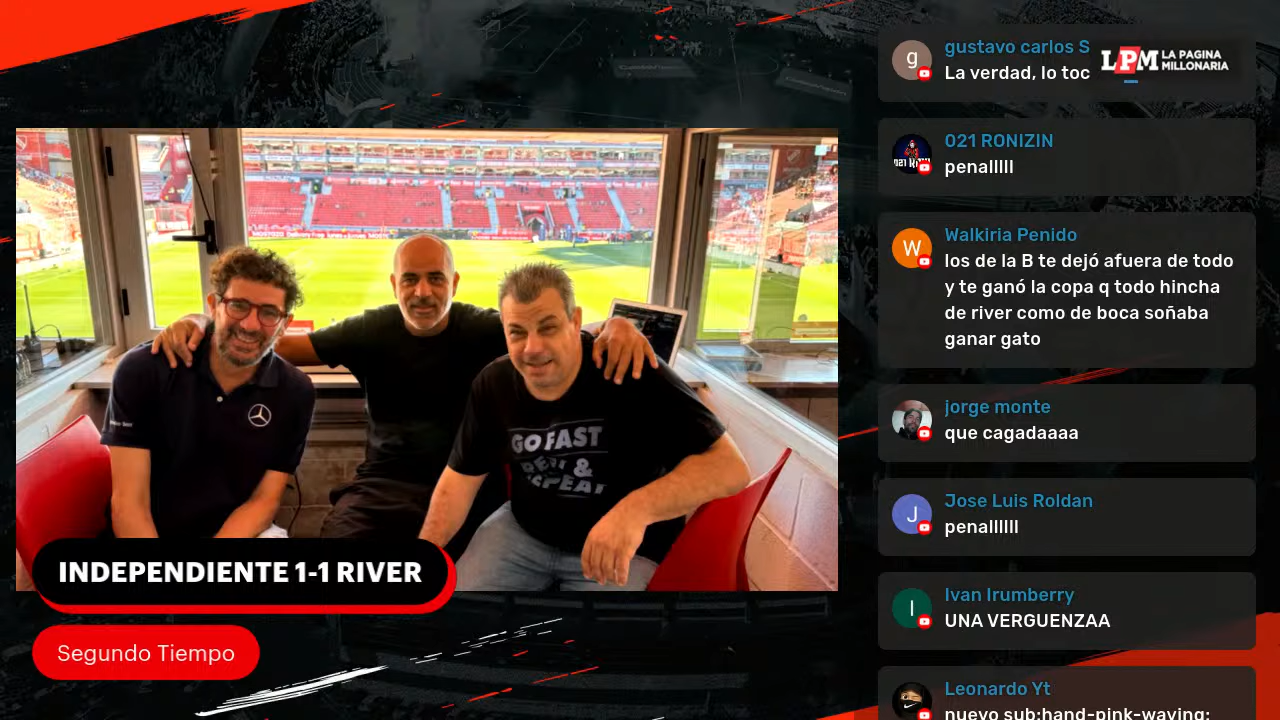 gustavo carlos S
La verdad, lo toc
LPM LA PAGINA
MILLONARIA
021 RONIZIN
penalllll
Walkiria Penido
los de la B te dejó afuera de todo
y te ganó la copa q todo hincha
de river como de boca soñaba
ganar gato
jorge monte
que cagadaaaa
Jose Luis Roldan
penallllll
Ivan Irumberry
UNA VERGUENZAA
Leonardo Yt
nuevo sub:hand-pink-waving:
GO FAST
INDEPENDIENTE 1-1 RIVER
Segundo Tiempo